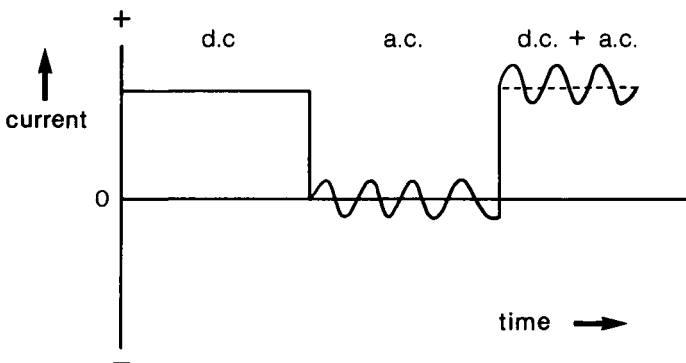 +
d.c a.c. d.c. + a.c.
current
0
time
–